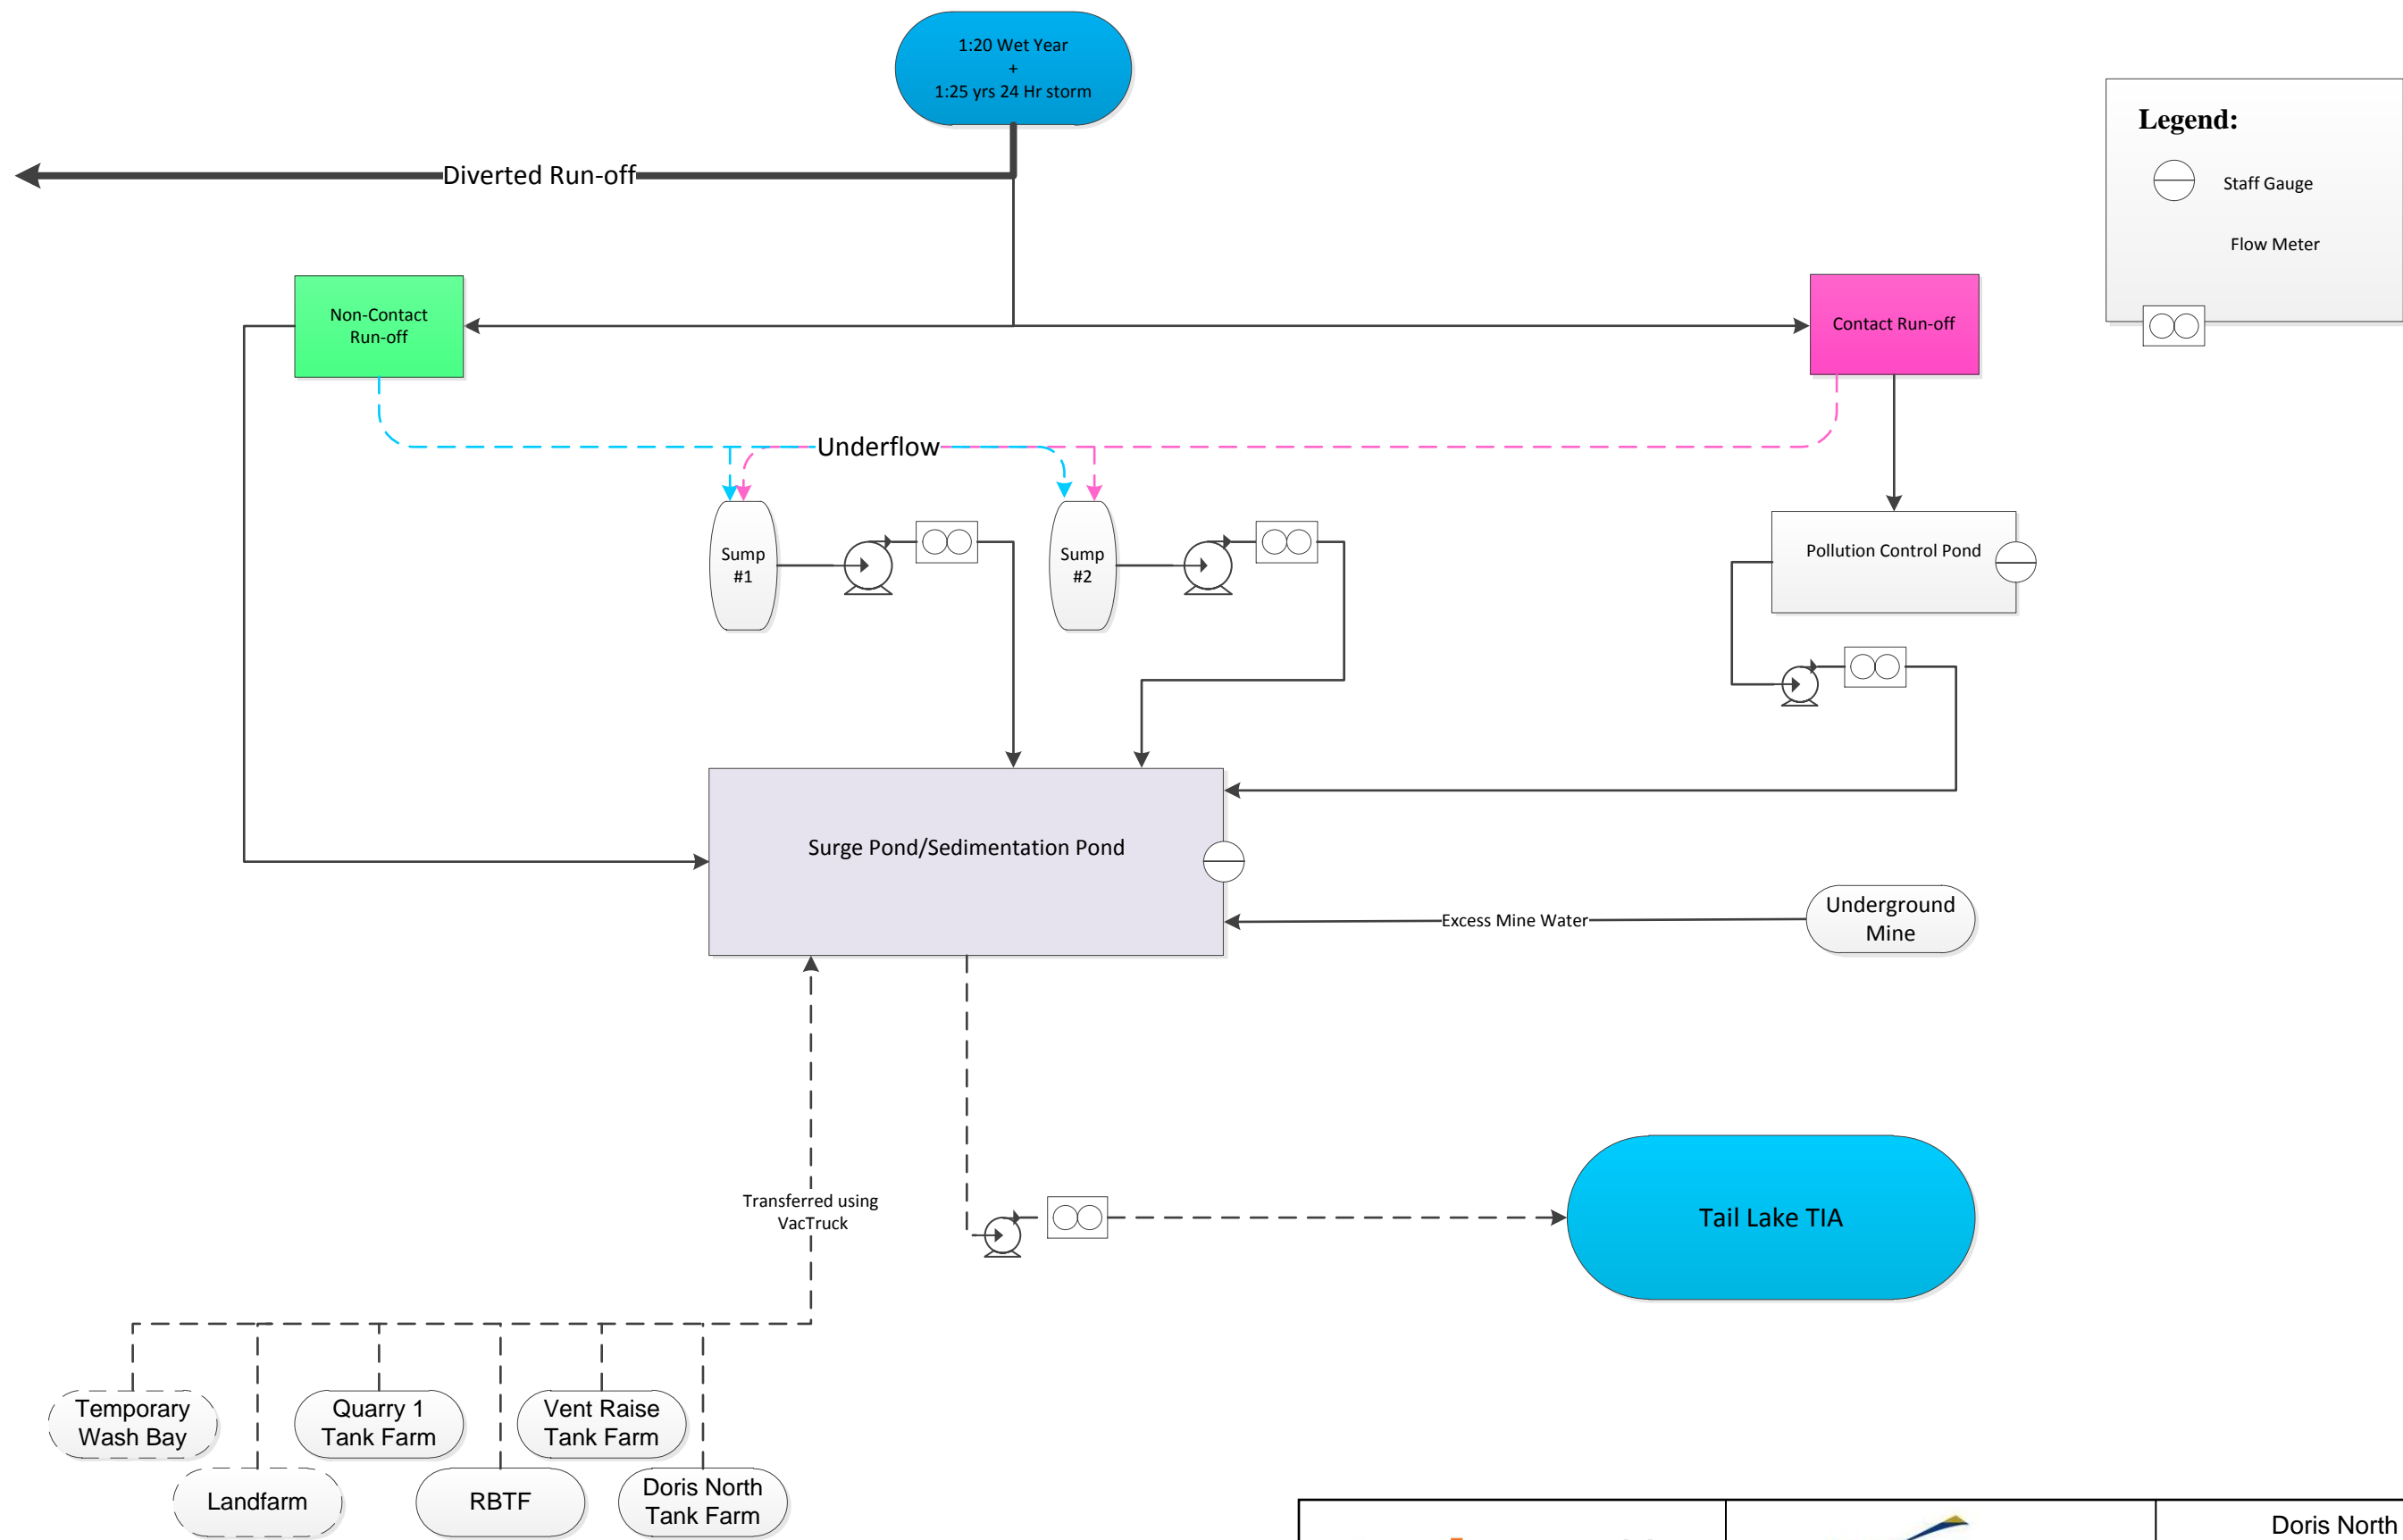 1:20 Wet Year
+
1:25 yrs 24 Hr storm
Legend:
Staff Gauge
Flow Meter
Diverted Run-off
Non-Contact
Run-off
Contact Run-off
Underflow
Sump
#1
Sump
#2
Pollution Control Pond
Surge Pond/Sedimentation Pond
Excess Mine Water
Underground
Mine
Transferred using
VacTruck
Tail Lake TIA
Temporary
Wash Bay
Quarry 1
Tank Farm
Vent Raise
Tank Farm
Landfarm
RBTF
Doris North
Tank Farm
Doris North